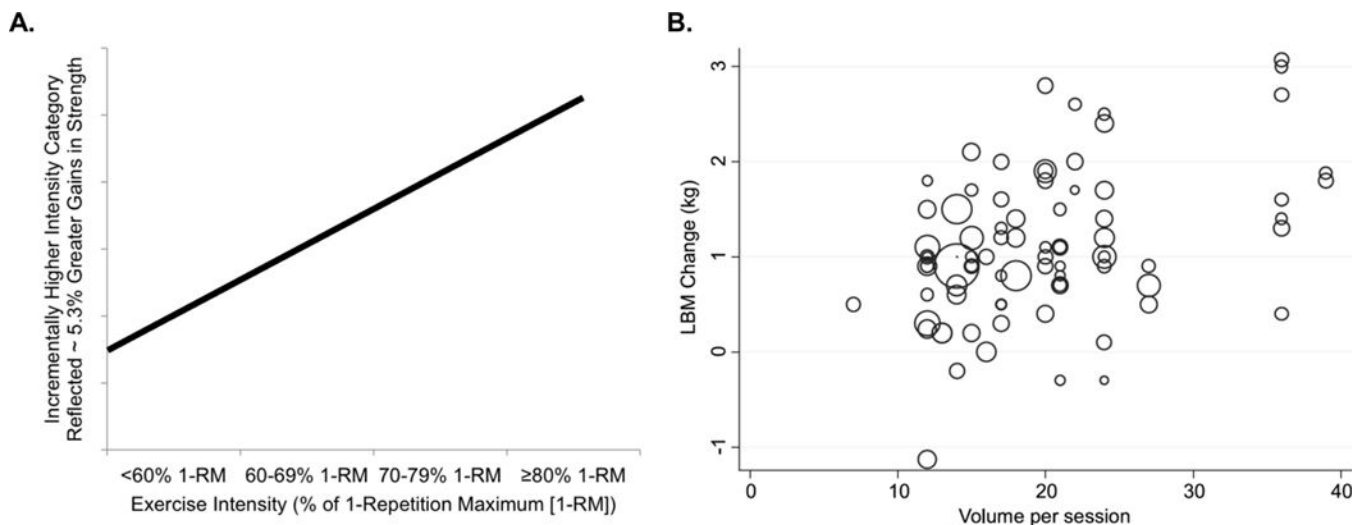 A.
Incrementally Higher Intensity Category
Reflected ~ 5.3% Greater Gains in Strength
<60% 1-RM 60-69% 1-RM 70-79% 1-RM ≥80% 1-RM
Exercise Intensity (% of 1-Repetition Maximum [1-RM])
B.
LBM Change (kg)
3
2
1
0
-1
0 10 20 30 40
Volume per session